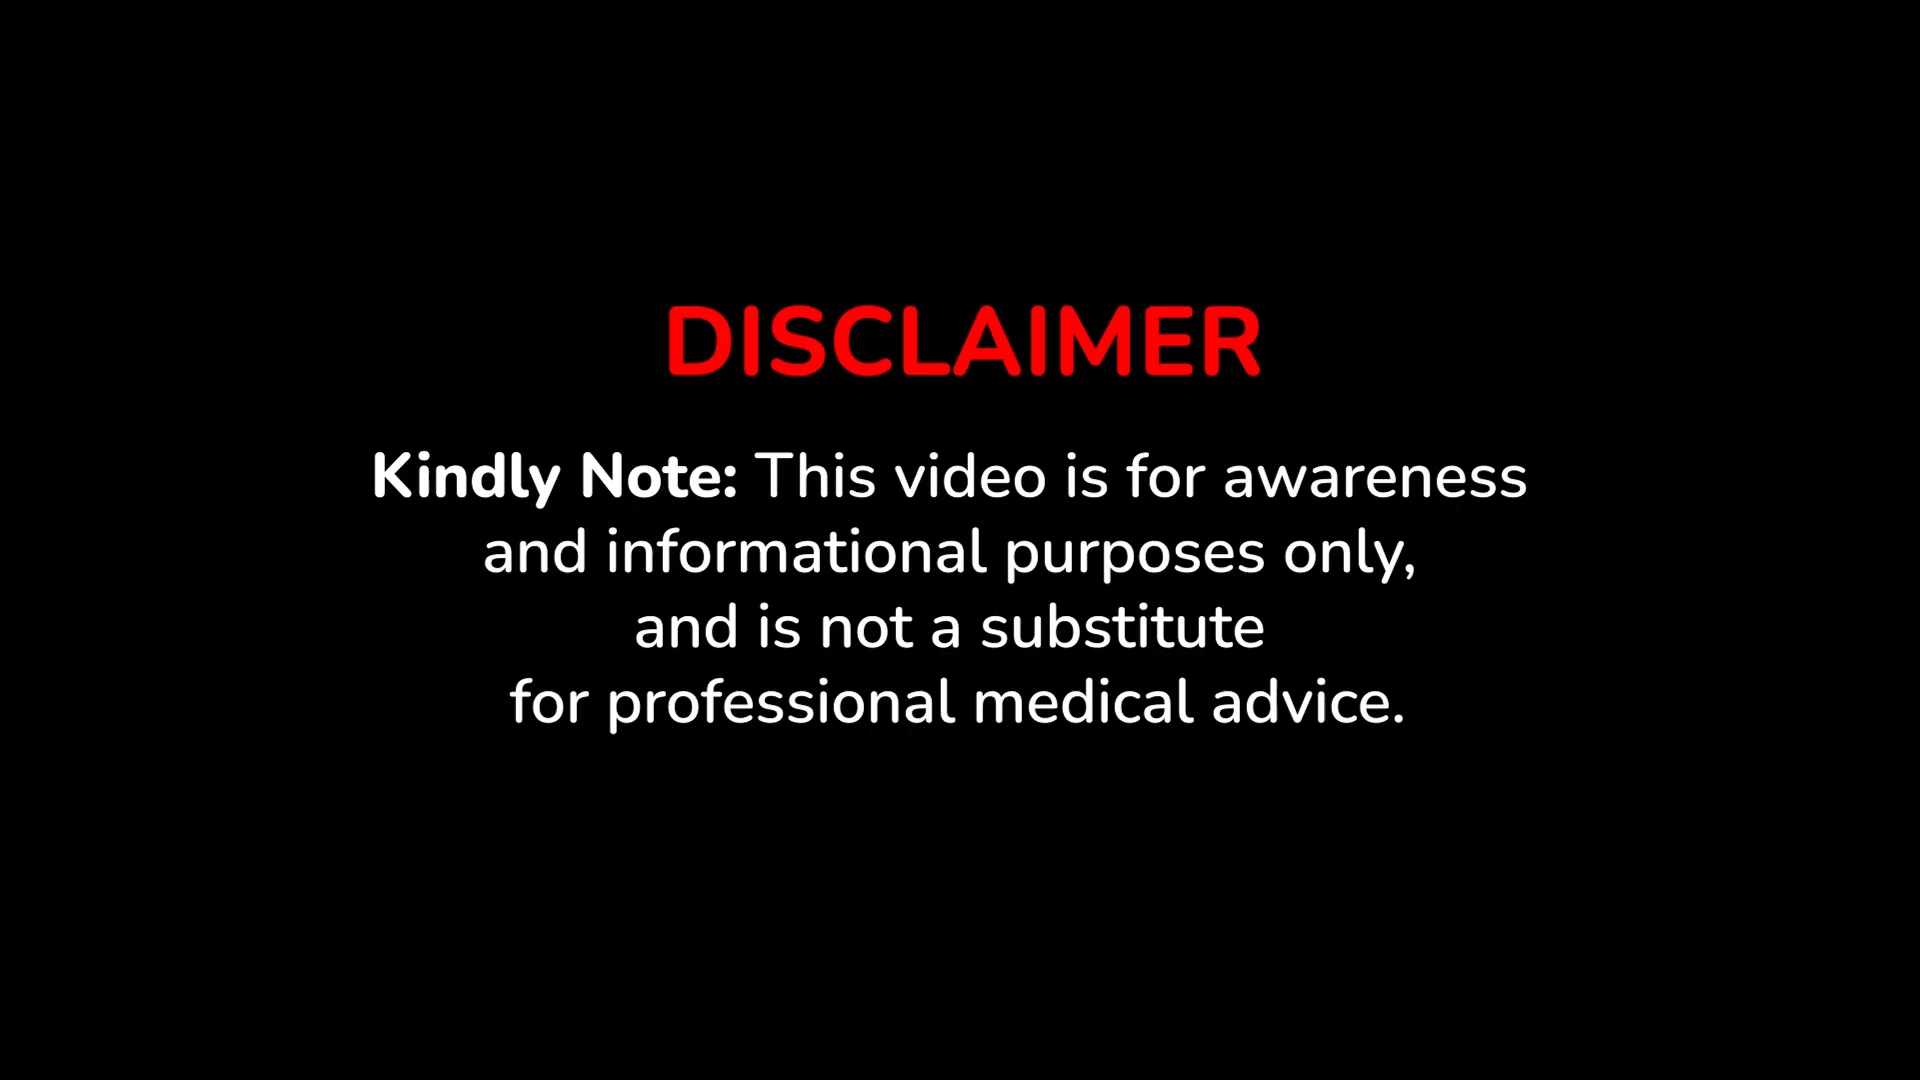 DISCLAIMER
Kindly Note: This video is for awareness
and informational purposes only,
and is not a substitute
for professional medical advice.